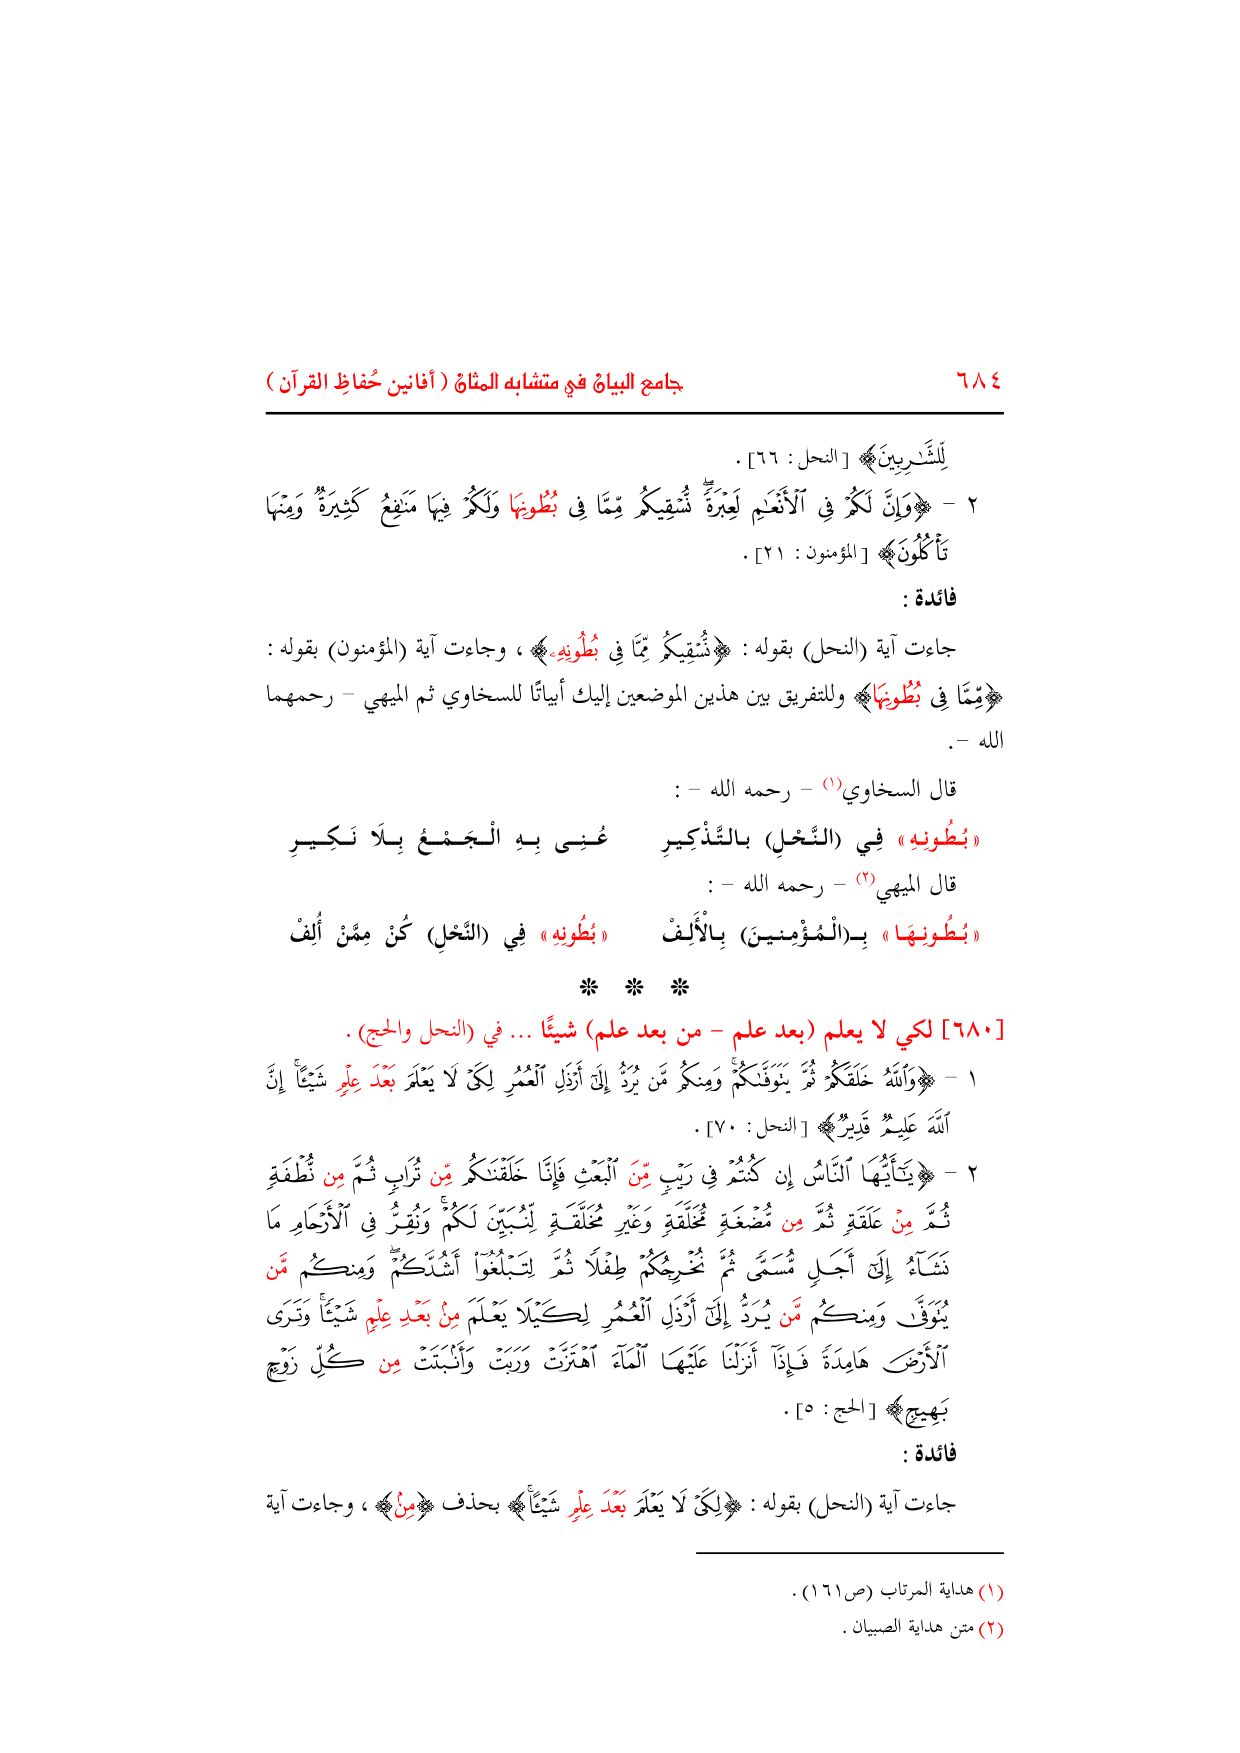 ٦٨٤ جامع البيان في متشابه المثان ( أفانين حُفاظِ القرآن )
لِّلشَّٰرِبِينَ﴾ [النحل: ٦٦] .
٢ - ﴿وَإِنَّ لَكُمْ فِى ٱلْأَنْعَٰمِ لَعِبْرَةًۖ نُّسْقِيكُم مِّمَّا فِى بُطُونِهَا وَلَكُمْ فِيهَا مَنَٰفِعُ كَثِيرَةٌ وَمِنْهَا
تَأْكُلُونَ﴾ [المؤمنون : ٢١] .
فائدة :
جاءت آية (النحل) بقوله : ﴿نُّسْقِيكُم مِّمَّا فِى بُطُونِهِۦ﴾ ، وجاءت آية (المؤمنون) بقوله :
﴿مِّمَّا فِى بُطُونِهَا﴾ وللتفريق بين هذين الموضعين إليك أبياتًا للسخاوي ثم الميهي - رحمهما
الله -.
قال السخاوي(١) - رحمه الله - :
«بُطُونِهِ» فِي (النَّحْلِ) بالتَّذْكِيرِ عُنِى بِهِ الْجَمْعُ بِلَا نَكِيرِ
قال الميهي(٢) - رحمه الله - :
«بُطُونِهَا» بِـ(الْمُؤْمِنينَ) بِالْأَلِفْ «بُطُونِهِ» فِي (النَّحْلِ) كُنْ مِمَّنْ أُلِفْ
* * *
[٦٨٠] لكي لا يعلم (بعد علم - من بعد علم) شيئًا ... في (النحل والحج) .
١ - ﴿وَٱللَّهُ خَلَقَكُمْ ثُمَّ يَتَوَفَّىٰكُمْۚ وَمِنكُم مَّن يُرَدُّ إِلَىٰٓ أَرْذَلِ ٱلْعُمُرِ لِكَىْ لَا يَعْلَمَ بَعْدَ عِلْمٍ شَيْـًٔاۚ إِنَّ
ٱللَّهَ عَلِيمٌ قَدِيرٌ﴾ [النحل: ٧٠] .
٢ - ﴿يَٰٓأَيُّهَا ٱلنَّاسُ إِن كُنتُمْ فِى رَيْبٍ مِّنَ ٱلْبَعْثِ فَإِنَّا خَلَقْنَٰكُم مِّن تُرَابٍ ثُمَّ مِن نُّطْفَةٍ
ثُمَّ مِنْ عَلَقَةٍ ثُمَّ مِن مُّضْغَةٍ مُّخَلَّقَةٍ وَغَيْرِ مُخَلَّقَةٍ لِّنُبَيِّنَ لَكُمْۚ وَنُقِرُّ فِى ٱلْأَرْحَامِ مَا
نَشَآءُ إِلَىٰٓ أَجَلٍ مُّسَمًّى ثُمَّ نُخْرِجُكُمْ طِفْلًا ثُمَّ لِتَبْلُغُوٓا۟ أَشُدَّكُمْۖ وَمِنكُم مَّن
يُتَوَفَّىٰ وَمِنكُم مَّن يُرَدُّ إِلَىٰٓ أَرْذَلِ ٱلْعُمُرِ لِكَيْلَا يَعْلَمَ مِنۢ بَعْدِ عِلْمٍ شَيْـًٔاۚ وَتَرَى
ٱلْأَرْضَ هَامِدَةً فَإِذَآ أَنزَلْنَا عَلَيْهَا ٱلْمَآءَ ٱهْتَزَّتْ وَرَبَتْ وَأَنۢبَتَتْ مِن كُلِّ زَوْجٍۭ
بَهِيجٍ﴾ [الحج : ٥] .
فائدة :
جاءت آية (النحل) بقوله : ﴿لِكَىْ لَا يَعْلَمَ بَعْدَ عِلْمٍ شَيْـًٔاۚ﴾ بحذف ﴿مِنۢ﴾ ، وجاءت آية
(١) هداية المرتاب (ص١٦١) .
(٢) متن هداية الصبيان .